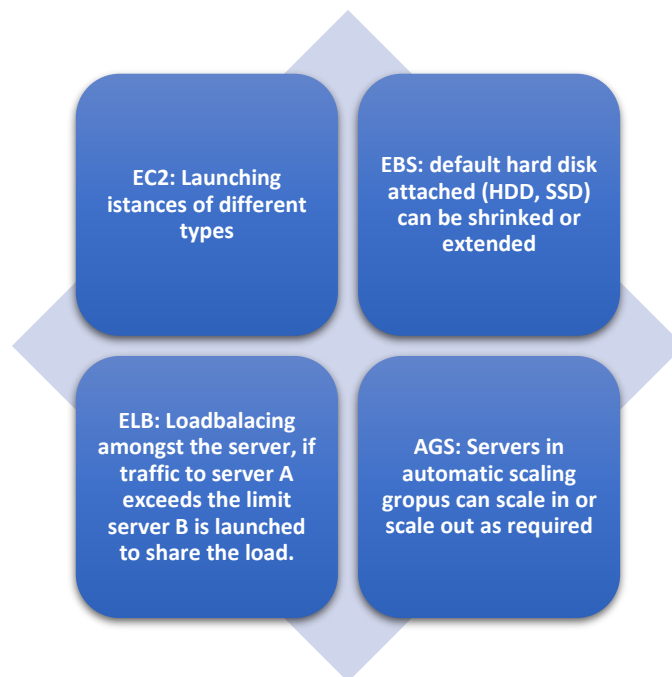 EC2: Launching
istances of different
types
EBS: default hard disk
attached (HDD, SSD)
can be shrinked or
extended
ELB: Loadbalacing
amongst the server, if
traffic to server A
exceeds the limit
server B is launched
to share the load.
AGS: Servers in
automatic scaling
gropus can scale in or
scale out as required